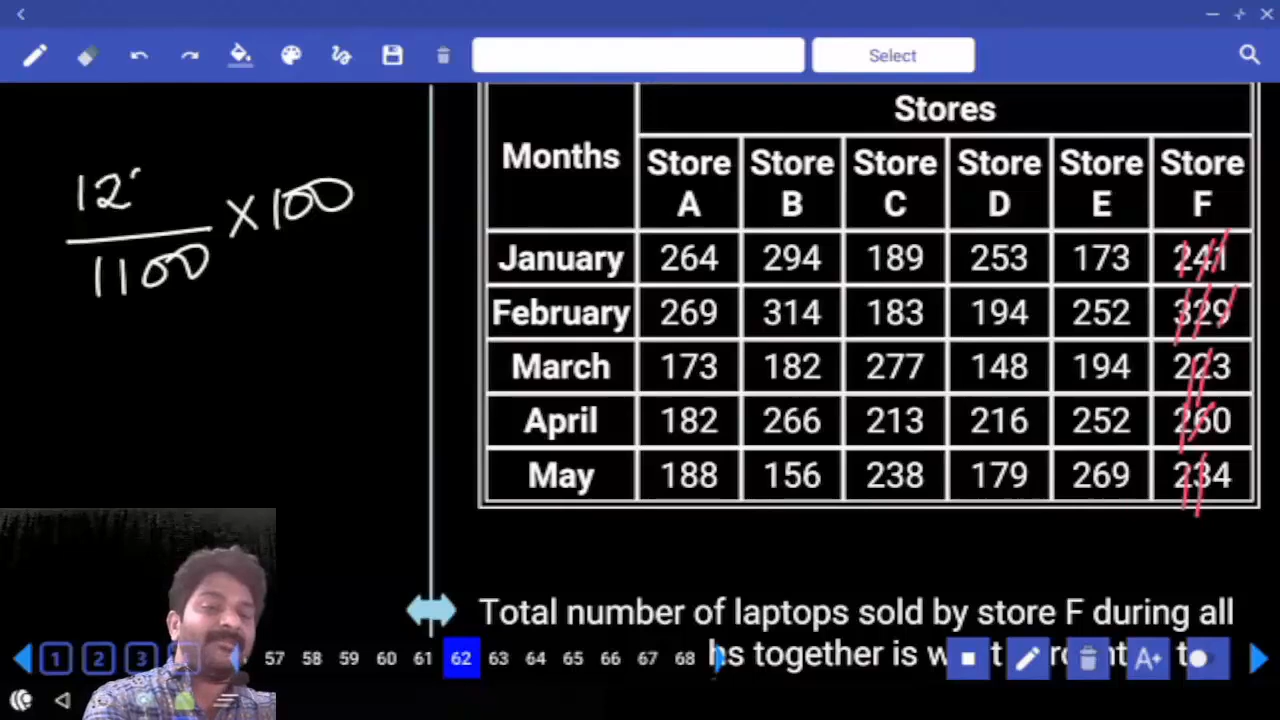 Select
12
1100 × 100
Months Stores
Store A Store B Store C Store D Store E Store F
January 264 294 189 253 173 241
February 269 314 183 194 252 329
March 173 182 277 148 194 223
April 182 266 213 216 252 260
May 188 156 238 179 269 234
Total number of laptops sold by store F during all
together is
1 2 3 57 58 59 60 61 62 63 64 65 66 67 68 A+